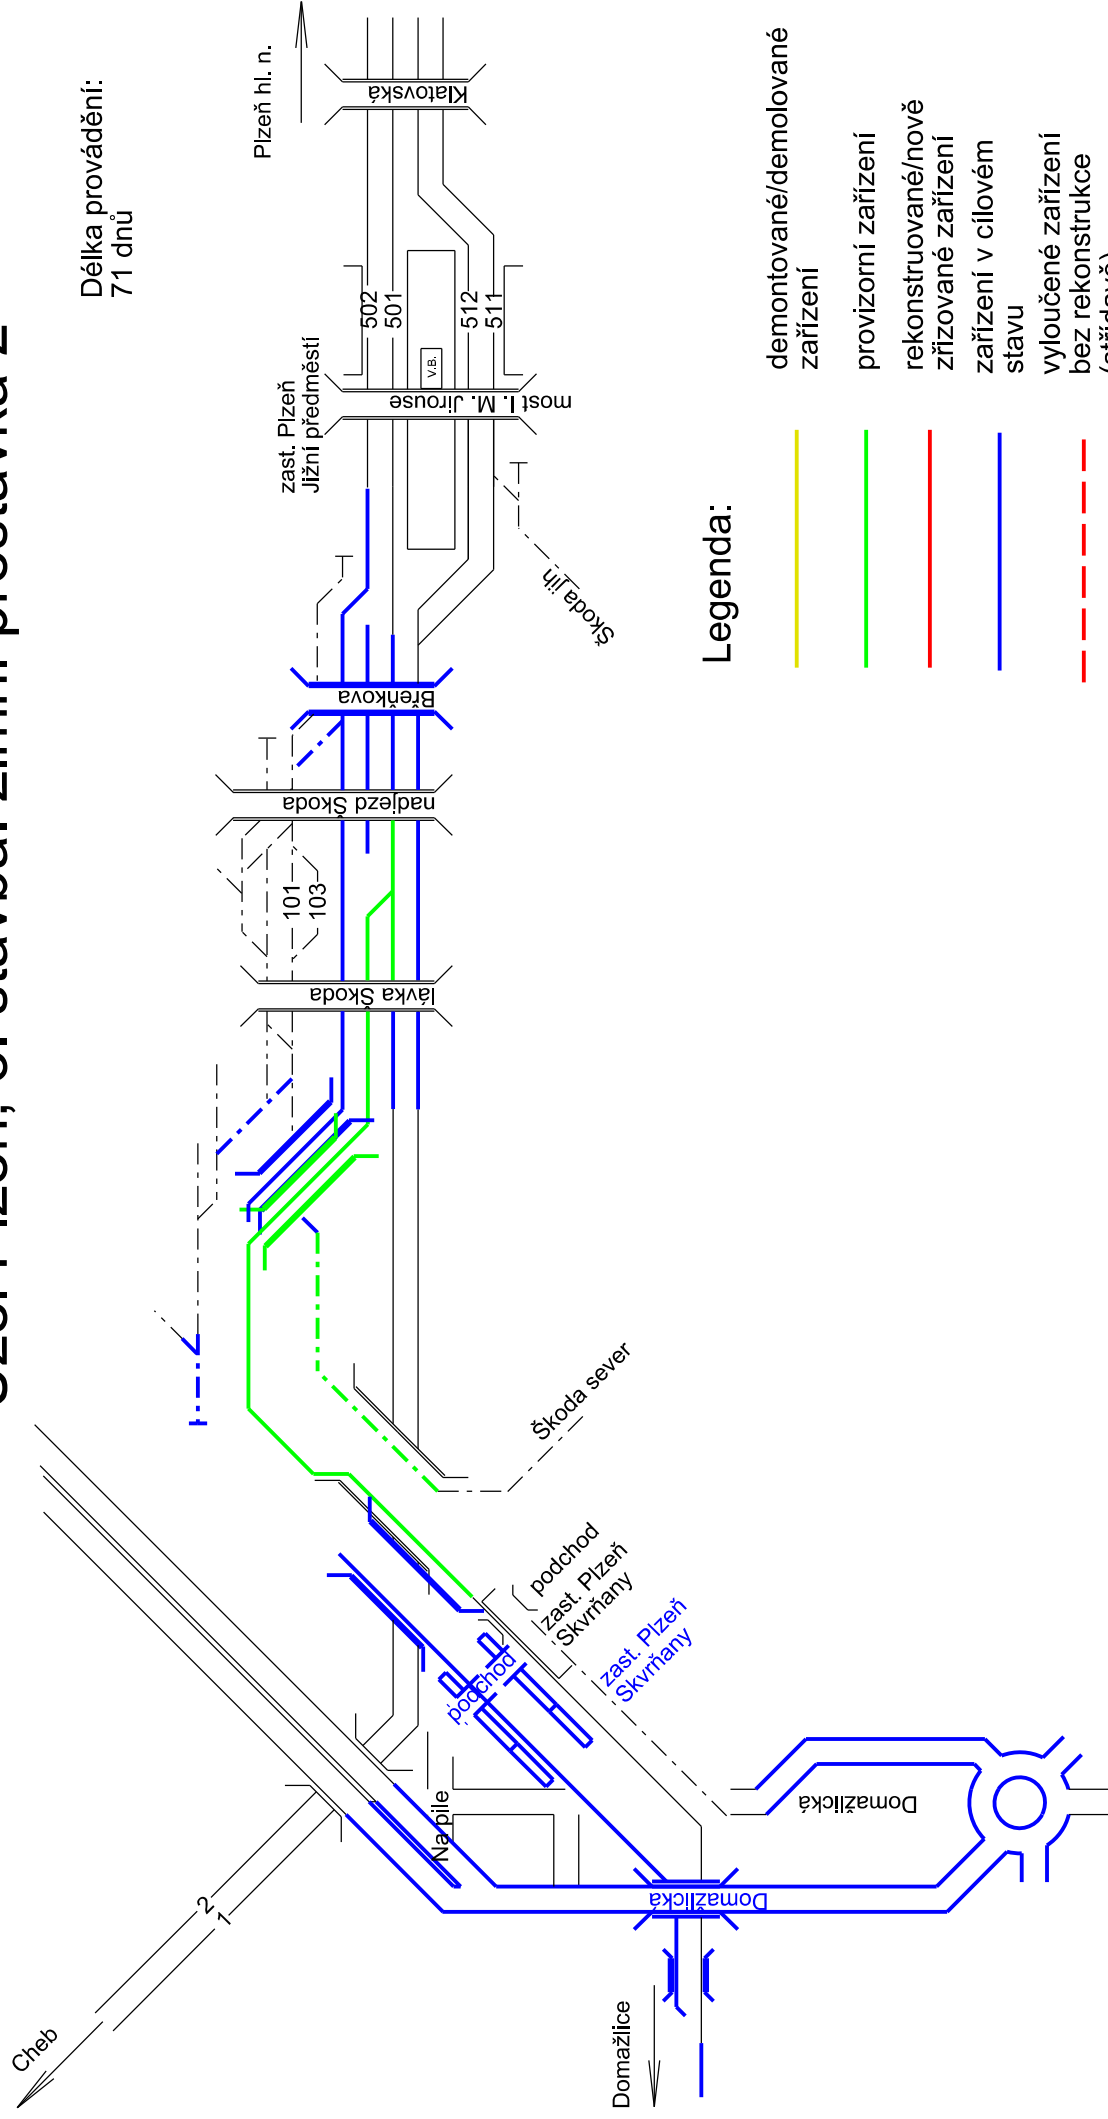 Délka provádění:
71 dnů
Plzeň hl. n.
Klatovská
502
501
512
511
V.B.
zast. Plzeň
Jižní předměstí
most I. M. Jirouse
Škoda jih
Břeňkova
nadjezd Škoda
101
103
lávka Škoda
Škoda sever
podchod
zast. Plzeň
Skvrňany
zast. Plzeň
Skvrňany
podchod
Na pile
Domažlická
Domažlická
2
1
Cheb
Domažlice
Legenda:
demontované/demolované
zařízení
provizorní zařízení
rekonstruované/nově
zřizované zařízení
zařízení v cílovém
stavu
vyloučené zařízení
bez rekonstrukce